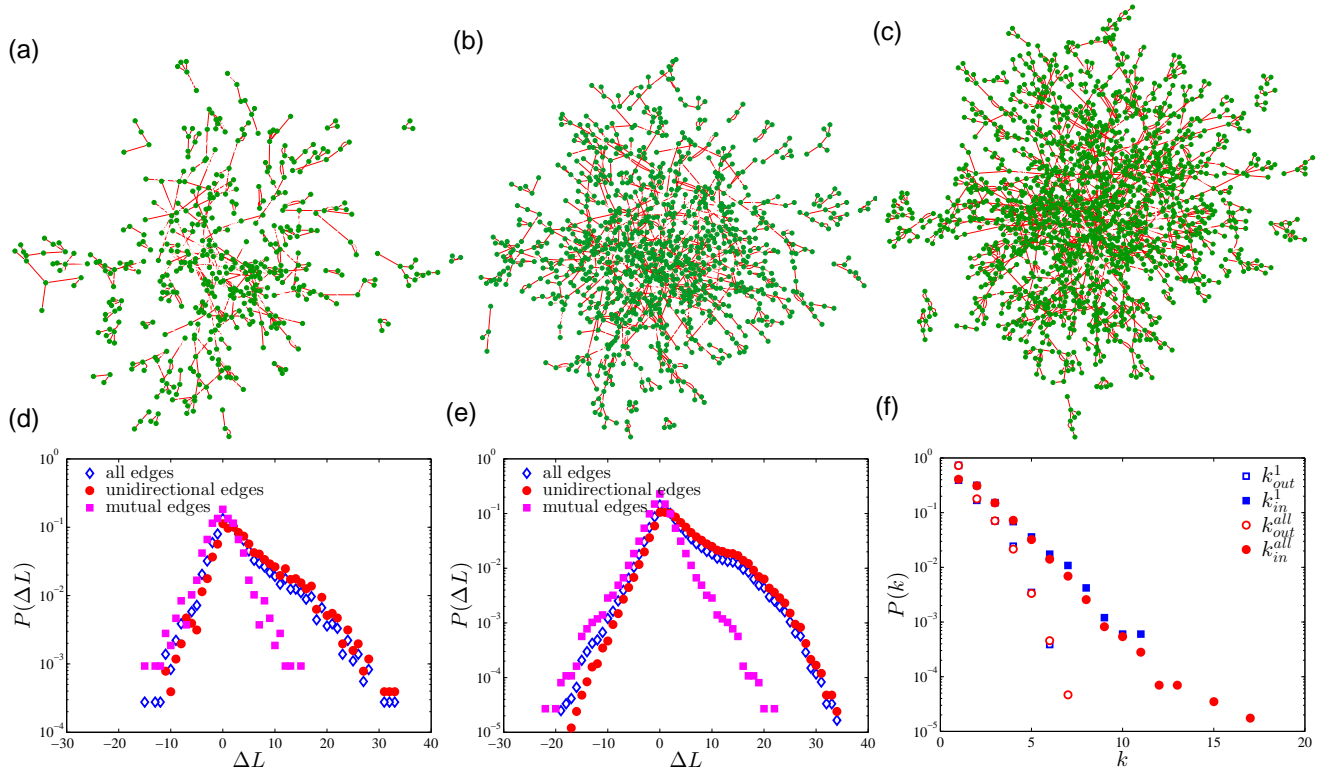 (a)
(b)
(c)
(d)
10^0
10^-1
10^-2
10^-3
10^-4
P(ΔL)
all edges
unidirectional edges
mutual edges
−30 −20 −10 0 10 20 30 40
ΔL
(e)
10^0
10^-1
10^-2
10^-3
10^-4
10^-5
P(ΔL)
all edges
unidirectional edges
mutual edges
−30 −20 −10 0 10 20 30 40
ΔL
(f)
10^0
10^-1
10^-2
10^-3
10^-4
10^-5
P(k)
k^1_out
k^1_in
k^all_out
k^all_in
0 5 10 15 20
k